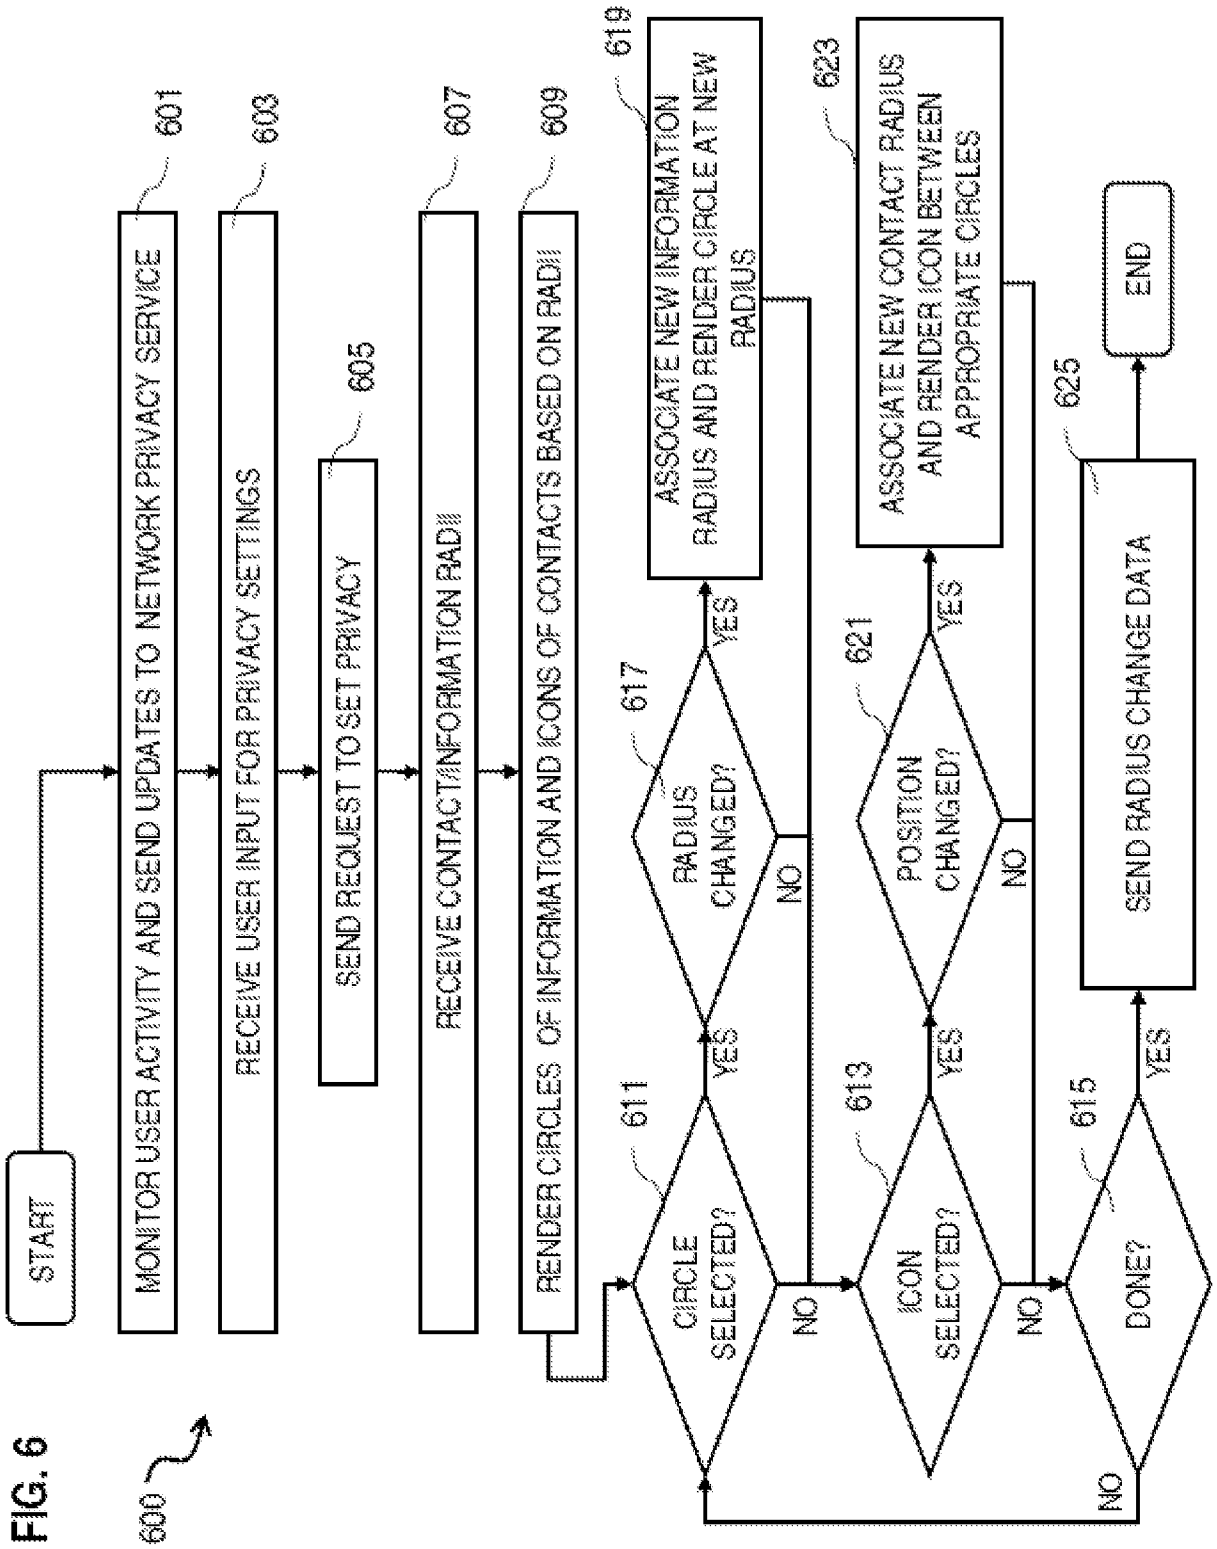 FIG. 6
600
START
MONITOR USER ACTIVITY AND SEND UPDATES TO NETWORK PRIVACY SERVICE
601
RECEIVE USER INPUT FOR PRIVACY SETTINGS
603
SEND REQUEST TO SET PRIVACY
605
RECEIVE CONTACT/INFORMATION RADII
607
RENDER CIRCLES OF INFORMATION AND ICONS OF CONTACTS BASED ON RADII
609
CIRCLE
SELECTED?
611
YES
NO
RADIUS
CHANGED?
617
YES
NO
ASSOCIATE NEW INFORMATION
RADIUS AND RENDER CIRCLE AT NEW
RADIUS
619
ICON
SELECTED?
613
YES
NO
POSITION
CHANGED?
621
YES
NO
ASSOCIATE NEW CONTACT RADIUS
AND RENDER ICON BETWEEN
APPROPRIATE CIRCLES
623
DONE?
615
YES
NO
SEND RADIUS CHANGE DATA
625
END